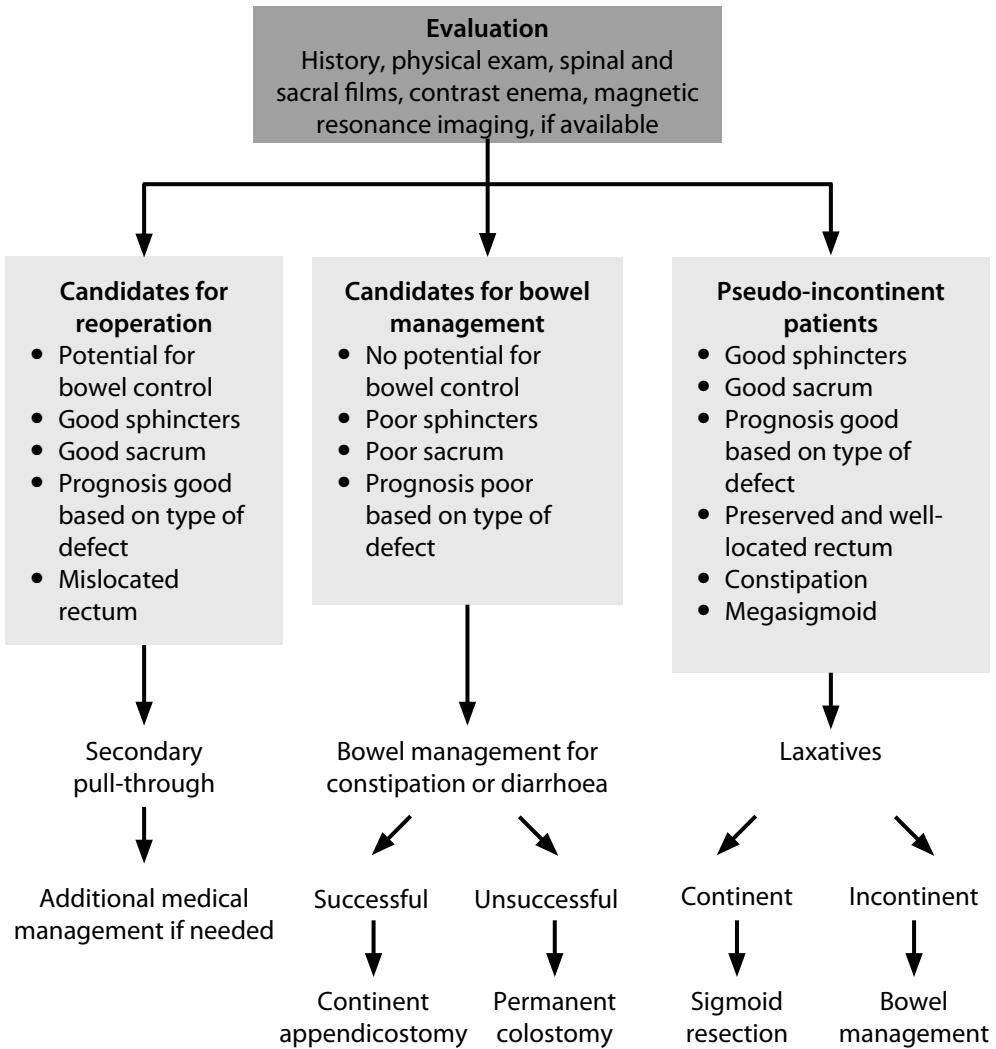 Evaluation
History, physical exam, spinal and
sacral films, contrast enema, magnetic
resonance imaging, if available
Candidates for
reoperation
• Potential for
bowel control
• Good sphincters
• Good sacrum
• Prognosis good
based on type of
defect
• Mislocated
rectum
Candidates for bowel
management
• No potential for
bowel control
• Poor sphincters
• Poor sacrum
• Prognosis poor
based on type of
defect
Pseudo-incontinent
patients
• Good sphincters
• Good sacrum
• Prognosis good
based on type of
defect
• Preserved and well-
located rectum
• Constipation
• Megasigmoid
Secondary
pull-through
Additional medical
management if needed
Bowel management for
constipation or diarrhoea
Successful
Continent
appendicostomy
Unsuccessful
Permanent
colostomy
Laxatives
Continent
Sigmoid
resection
Incontinent
Bowel
management